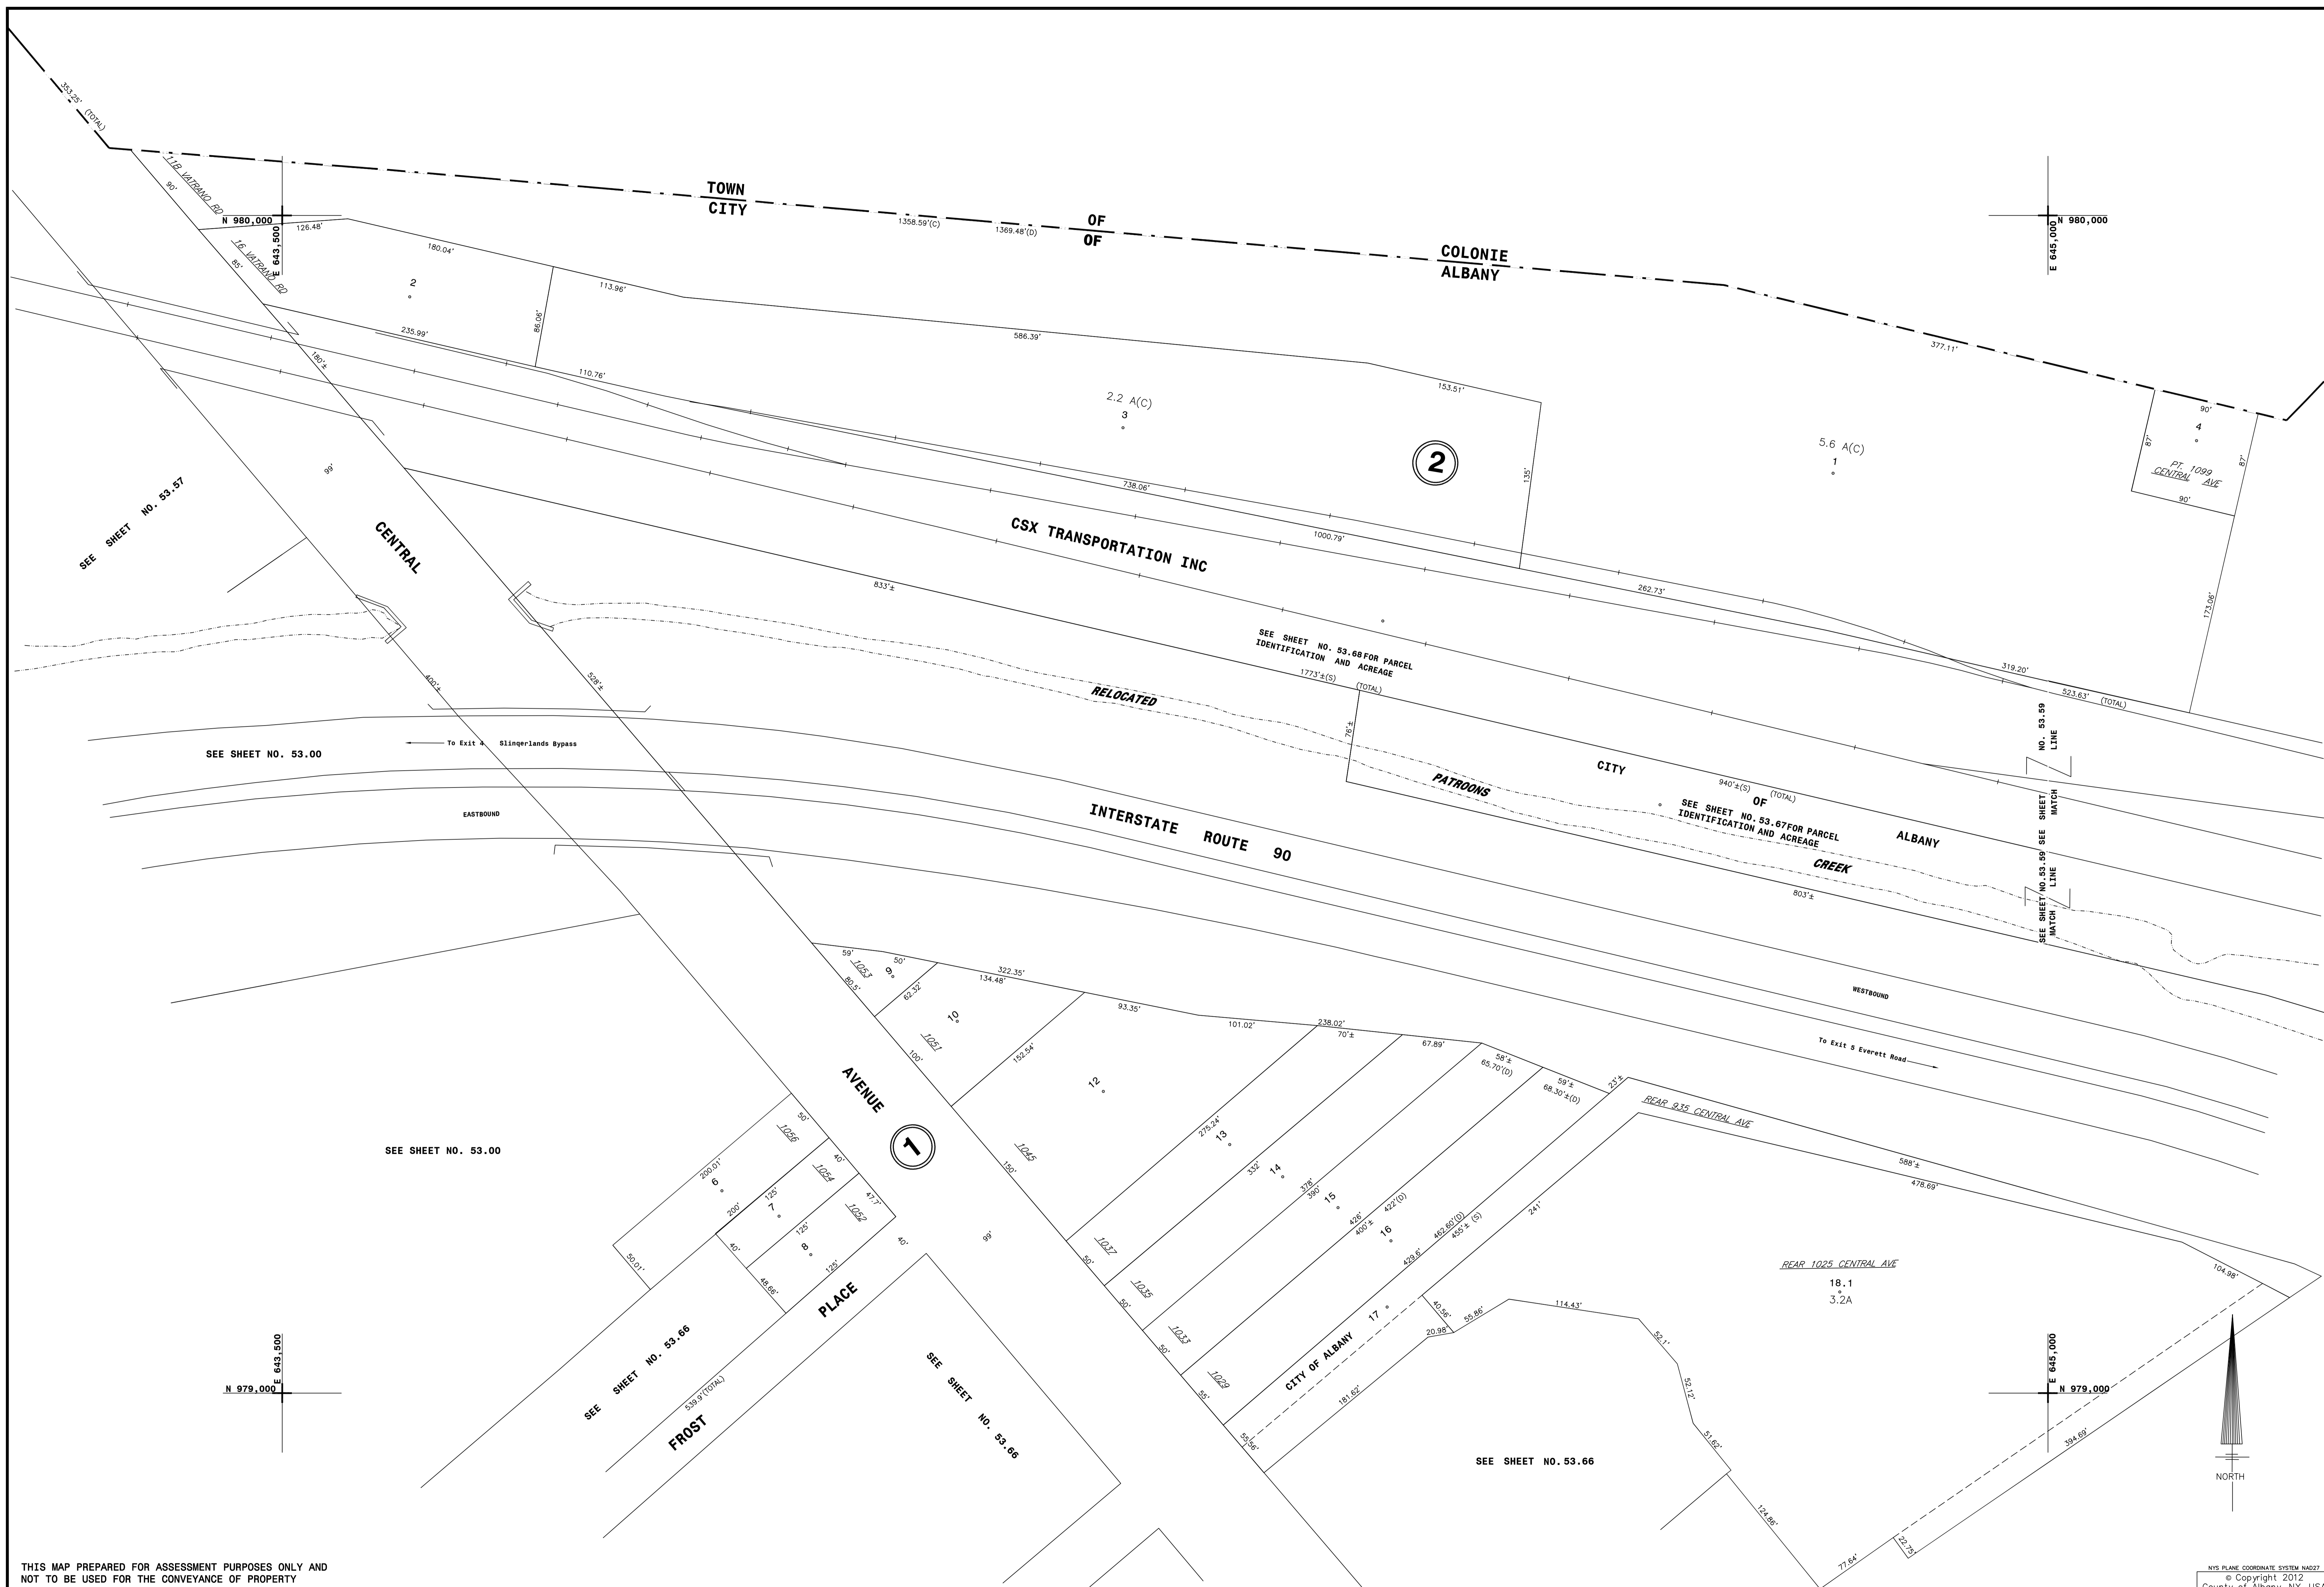 353.25' (TOTAL)
11B VATRANO RD
90'
N 980,000
E 643,500
126.48'
16 VATRANO RD
85'
180.04'
2
113.96'
86.06'
235.99'
110.76'
180'±
TOWN
CITY
OF
OF
COLONIE
ALBANY
1358.59'(C)
1369.48'(D)
586.39'
153.51'
2.2 A(C)
3
2
135'
738.06'
1000.79'
262.73'
5.6 A(C)
1
377.11'
90'
4
87'
87'
PT. 1099
CENTRAL AVE
90'
173.06'
319.20'
523.63' (TOTAL)
E 645,000
N 980,000
SEE SHEET NO. 53.57
99'
CENTRAL
CSX TRANSPORTATION INC
833'±
SEE SHEET NO. 53.68 FOR PARCEL
IDENTIFICATION AND ACREAGE
1773'±(S) (TOTAL)
76'±
RELOCATED
PATROONS
CREEK
CITY
OF
ALBANY
940'±(S) (TOTAL)
SEE SHEET NO. 53.67 FOR PARCEL
IDENTIFICATION AND ACREAGE
803'±
SEE SHEET NO. 53.59
MATCH LINE
SEE SHEET NO. 53.59
MATCH LINE
400'±
528'±
SEE SHEET NO. 53.00
To Exit 4 Slingerlands Bypass
EASTBOUND
INTERSTATE ROUTE 90
WESTBOUND
To Exit 5 Everett Road
59'
50'
1053
9
80.5'
62.32'
322.35'
134.48'
10
1051
100'
152.54'
93.35'
101.02'
238.02'
70'±
67.89'
58'±
65.70'(D)
59'±
68.30'±(D)
23'±
12
1045
150'
275.24'
13
332'
14
378'
390'
15
426'
400'±
422'(D)
16
429.6'
462.60'(D)
455'± (S)
241'
1037
50'
1035
50'
1033
50'
1029
55'
CITY OF ALBANY
17
55.56'
181.62'
20.98'
40.56'
55.86'
114.43'
52.1'
52.12'
51.62'
124.86'
77.64'
22.75'
394.69'
104.98'
478.69'
588'±
REAR 935 CENTRAL AVE
REAR 1025 CENTRAL AVE
18.1
3.2A
AVENUE
1
SEE SHEET NO. 53.00
50'
1056
200.01'
6
200'
50.01'
40'
1054
125'
7
40'
47.7'
1052
125'
8
48.66'
125'
40'
99'
PLACE
FROST
539.9'(TOTAL)
SEE SHEET NO. 53.66
SEE SHEET NO. 53.66
SEE SHEET NO. 53.66
N 979,000
E 643,500
E 645,000
N 979,000
NORTH
THIS MAP PREPARED FOR ASSESSMENT PURPOSES ONLY AND
NOT TO BE USED FOR THE CONVEYANCE OF PROPERTY
NYS PLANE COORDINATE SYSTEM NAD27
© Copyright 2012
County of Albany, NY, USA